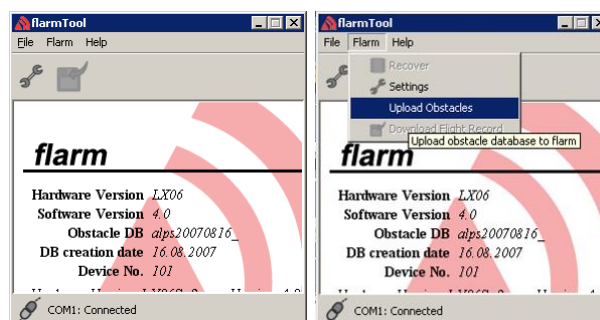 flarmTool
File Flarm Help
flarm
Hardware Version LX06
Software Version 4.0
Obstacle DB alps20070816_
DB creation date 16.08.2007
Device No. 101
COM1: Connected
flarmTool
File Flarm Help
Recover
Settings
Upload Obstacles
Download Flight Record
Upload obstacle database to flarm
flarm
Hardware Version LX06
Software Version 4.0
Obstacle DB alps20070816_
DB creation date 16.08.2007
Device No. 101
COM1: Connected